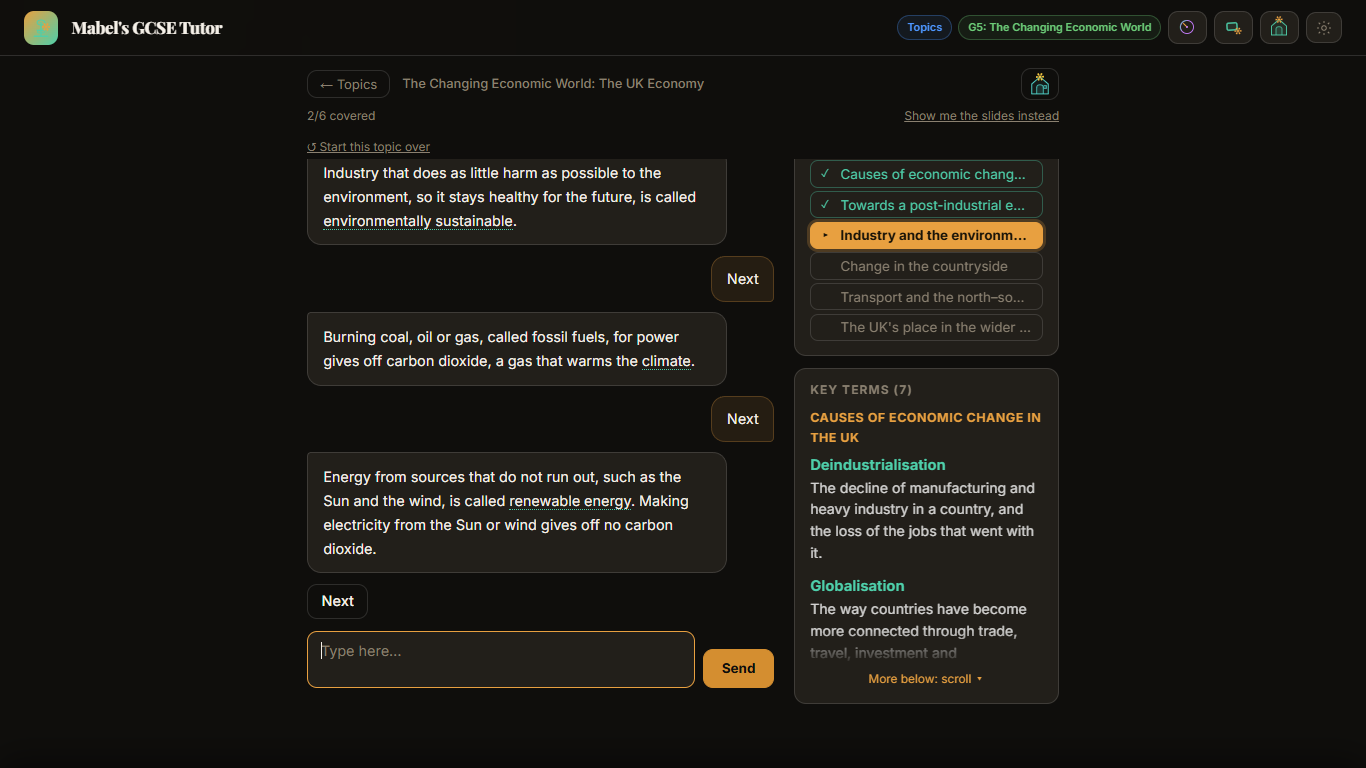 Mabel's GCSE Tutor
Topics
G5: The Changing Economic World
← Topics
The Changing Economic World: The UK Economy
2/6 covered
Show me the slides instead
↺ Start this topic over
Industry that does as little harm as possible to the
environment, so it stays healthy for the future, is called
environmentally sustainable.
Next
Burning coal, oil or gas, called fossil fuels, for power
gives off carbon dioxide, a gas that warms the climate.
Next
Energy from sources that do not run out, such as the
Sun and the wind, is called renewable energy. Making
electricity from the Sun or wind gives off no carbon
dioxide.
Next
Type here...
Send
✓ Causes of economic chang...
✓ Towards a post-industrial e...
▸ Industry and the environm...
Change in the countryside
Transport and the north–so...
The UK's place in the wider ...
KEY TERMS (7)
CAUSES OF ECONOMIC CHANGE IN
THE UK
Deindustrialisation
The decline of manufacturing and
heavy industry in a country, and
the loss of the jobs that went with
it.
Globalisation
The way countries have become
more connected through trade,
travel, investment and
More below: scroll ▾